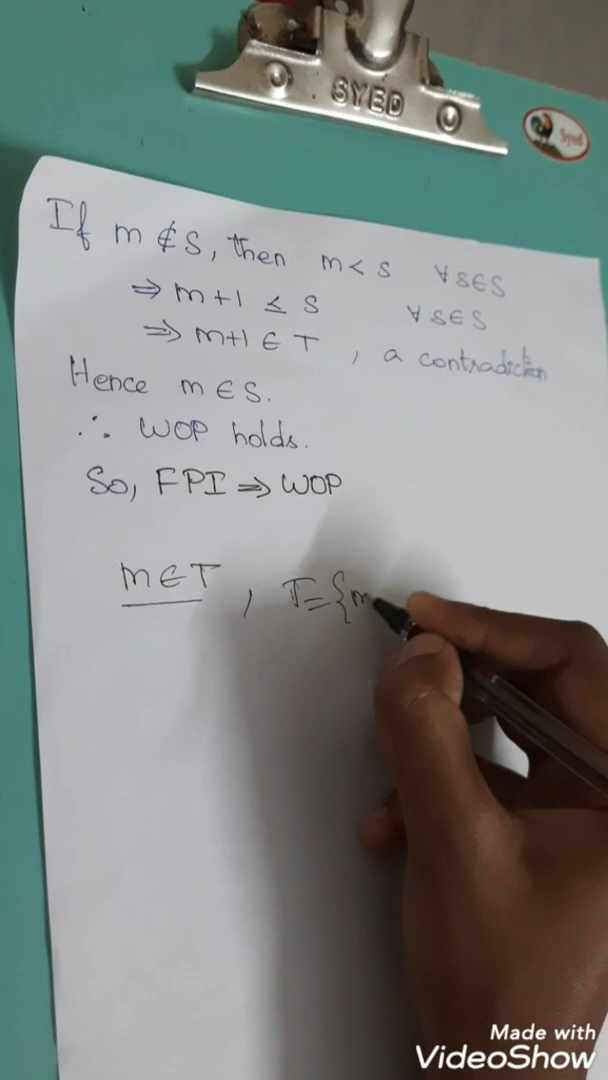 SYED
Syed
If m ∉ S, then m < s ∀ s ∈ S
⇒ m+1 ≤ s ∀ s ∈ S
⇒ m+1 ∈ T , a contradiction
Hence m ∈ S.
∴ WOP holds.
So, FPI ⇒ WOP
m ∈ T , T = {m
Made with
VideoShow